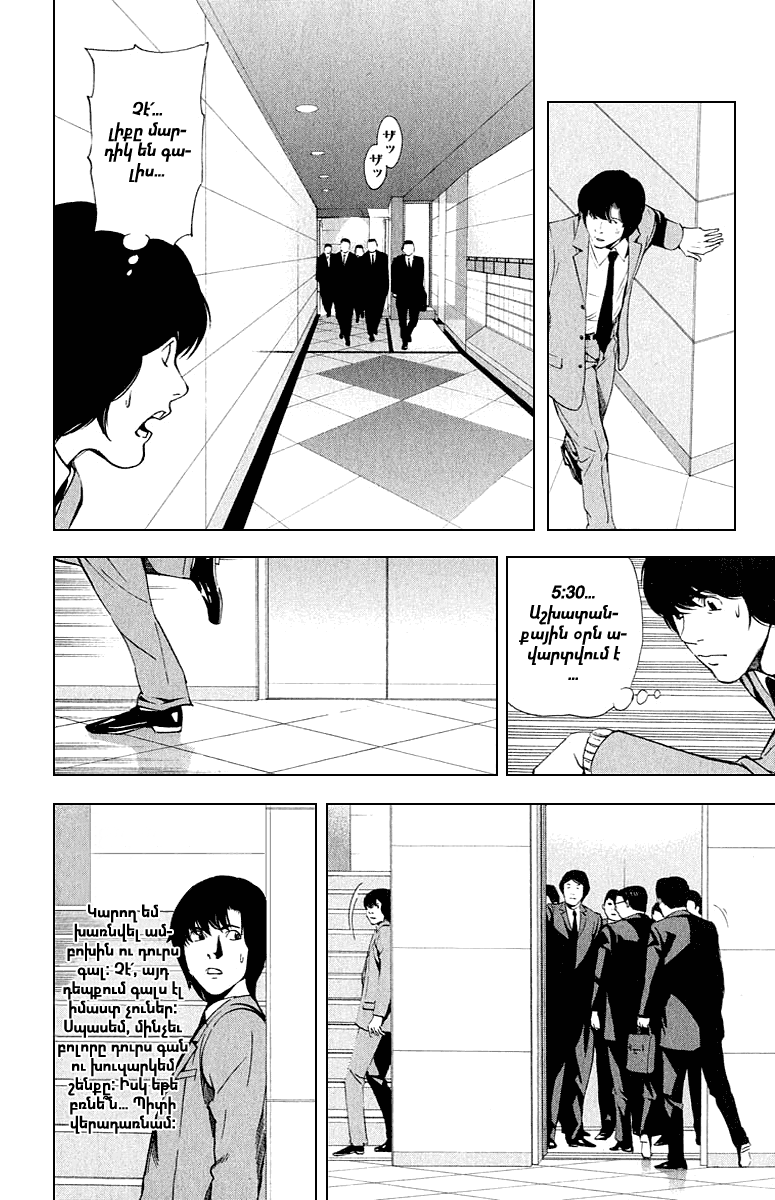 Չէ՜...
լիքը մար-
դիկ են գա-
լիս...
ザッ
ザッ
5:30...
Աշխատան-
քային օրն ա-
վարտվում է
...
Կարող եմ
խառնվել ամ-
բոխին ու դուրս
գալ: Չէ՛, այդ
դեպքում գալս էլ
իմաստ չուներ:
Սպասեմ, մինչեւ
բոլորը դուրս գան
ու խուզարկեմ
շենքը: Իսկ եթե
բռնե՞ն... Պիտի
վերադառնամ: